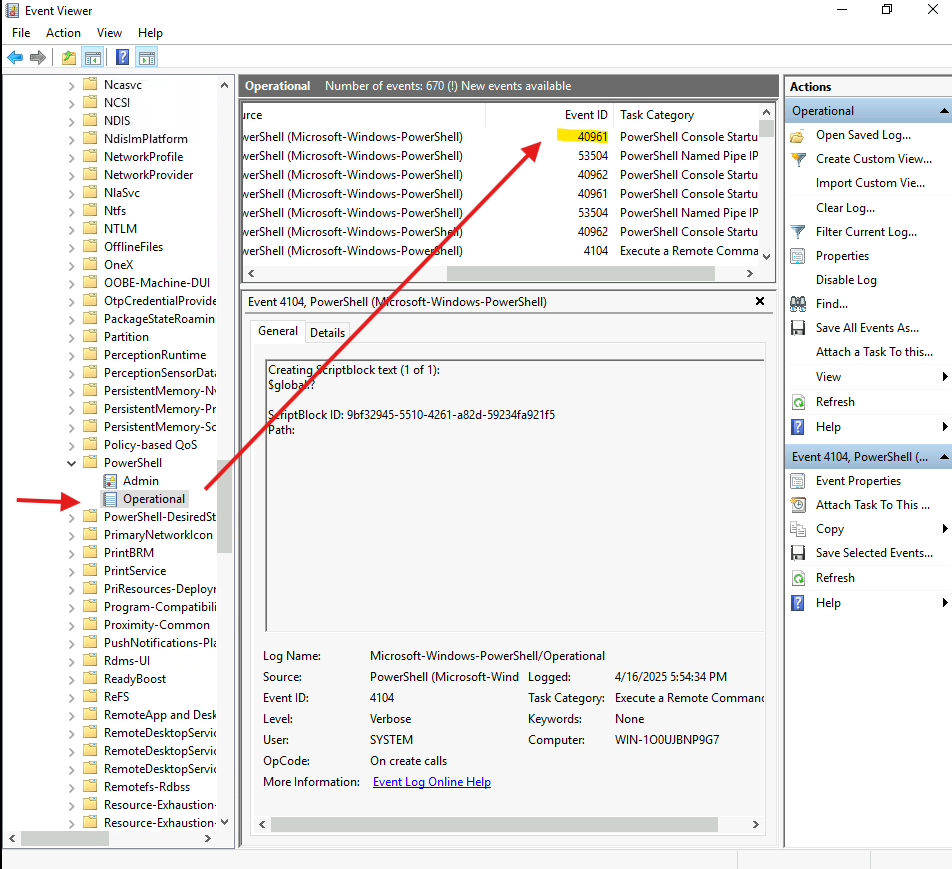 Event Viewer
File Action View Help
Ncasvc
NCSI
NDIS
NdisImPlatform
NetworkProfile
NetworkProvider
NlaSvc
Ntfs
NTLM
OfflineFiles
OneX
OOBE-Machine-DUI
OtpCredentialProvide
PackageStateRoamin
Partition
PerceptionRuntime
PerceptionSensorData
PersistentMemory-Nv
PersistentMemory-Pr
PersistentMemory-Sc
Policy-based QoS
PowerShell
Admin
Operational
PowerShell-DesiredSt
PrimaryNetworkIcon
PrintBRM
PrintService
PriResources-Deployn
Program-Compatibili
Proximity-Common
PushNotifications-Pla
Rdms-UI
ReadyBoost
ReFS
RemoteApp and Desk
RemoteDesktopServic
RemoteDesktopServic
RemoteDesktopServic
Remotefs-Rdbss
Resource-Exhaustion-
Resource-Exhaustion-
Operational Number of events: 670 (!) New events available
urce Event ID Task Category
werShell (Microsoft-Windows-PowerShell) 40961 PowerShell Console Startu
werShell (Microsoft-Windows-PowerShell) 53504 PowerShell Named Pipe IP
werShell (Microsoft-Windows-PowerShell) 40962 PowerShell Console Startu
werShell (Microsoft-Windows-PowerShell) 40961 PowerShell Console Startu
werShell (Microsoft-Windows-PowerShell) 53504 PowerShell Named Pipe IP
werShell (Microsoft-Windows-PowerShell) 40962 PowerShell Console Startu
werShell (Microsoft-Windows-PowerShell) 4104 Execute a Remote Comma
Event 4104, PowerShell (Microsoft-Windows-PowerShell)
General Details
Creating Scriptblock text (1 of 1):
$global:?
ScriptBlock ID: 9bf32945-5510-4261-a82d-59234fa921f5
Path:
Log Name: Microsoft-Windows-PowerShell/Operational
Source: PowerShell (Microsoft-Wind Logged: 4/16/2025 5:54:34 PM
Event ID: 4104 Task Category: Execute a Remote Command
Level: Verbose Keywords: None
User: SYSTEM Computer: WIN-1O0UJBNP9G7
OpCode: On create calls
More Information: Event Log Online Help
Actions
Operational
Open Saved Log...
Create Custom View...
Import Custom Vie...
Clear Log...
Filter Current Log...
Properties
Disable Log
Find...
Save All Events As...
Attach a Task To this...
View
Refresh
Help
Event 4104, PowerShell (...
Event Properties
Attach Task To This ...
Copy
Save Selected Events...
Refresh
Help